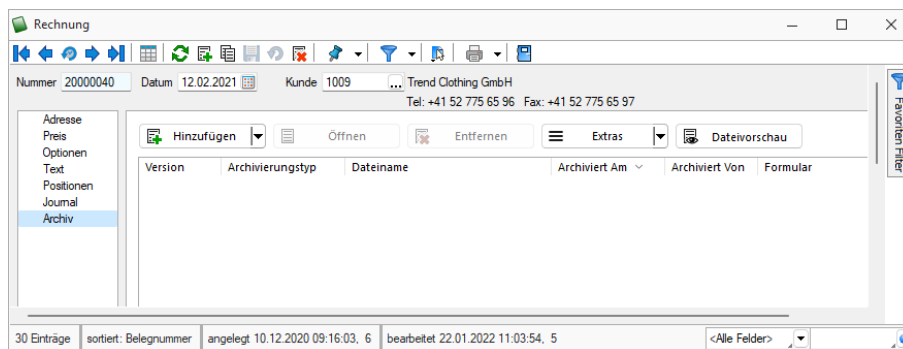 Rechnung
Nummer 20000040 Datum 12.02.2021 Kunde 1009 ... Trend Clothing GmbH
Tel: +41 52 775 65 96 Fax: +41 52 775 65 97
Favoriten Filter
Adresse
Preis
Optionen
Text
Positionen
Journal
Archiv
Hinzufügen Öffnen Entfernen Extras Dateivorschau
Version Archivierungstyp Dateiname Archiviert Am Archiviert Von Formular
30 Einträge sortiert: Belegnummer angelegt 10.12.2020 09:16:03, 6 bearbeitet 22.01.2022 11:03:54, 5 <Alle Felder>